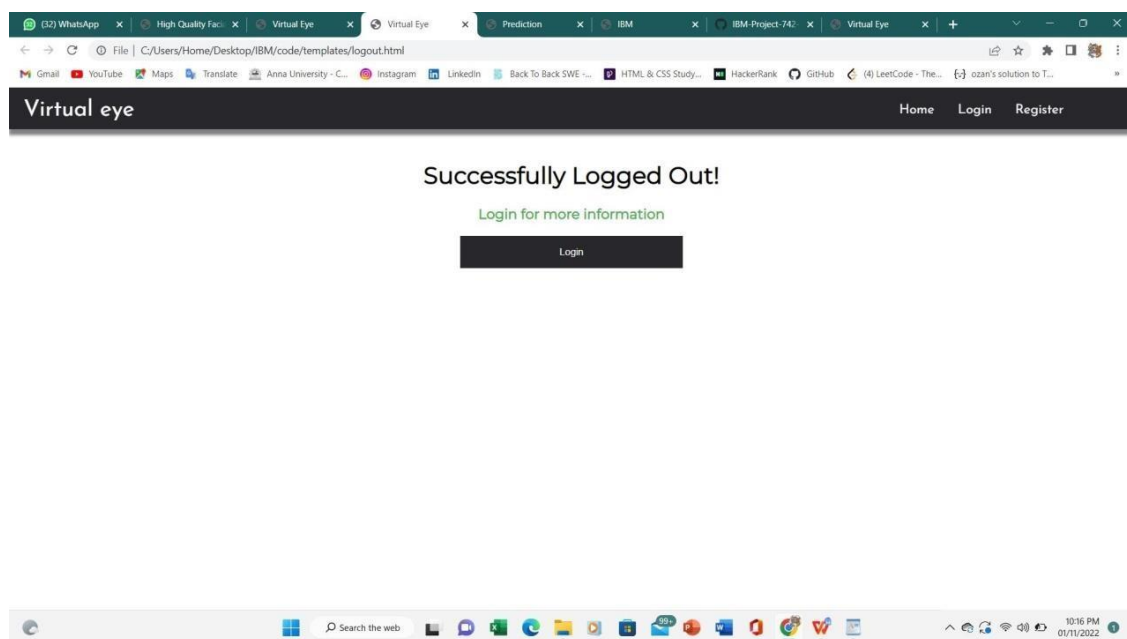 (32) WhatsApp High Quality Faci Virtual Eye Virtual Eye Prediction IBM IBM-Project-742 Virtual Eye
File | C:/Users/Home/Desktop/IBM/code/templates/logout.html
Gmail YouTube Maps Translate Anna University - C... Instagram LinkedIn Back To Back SWE -... HTML & CSS Study... HackerRank GitHub (4) LeetCode - The... ozan's solution to T... »
Virtual eye Home Login Register
Successfully Logged Out!
Login for more information
Login
Search the web 99+ 10:16 PM 1
01/11/2022